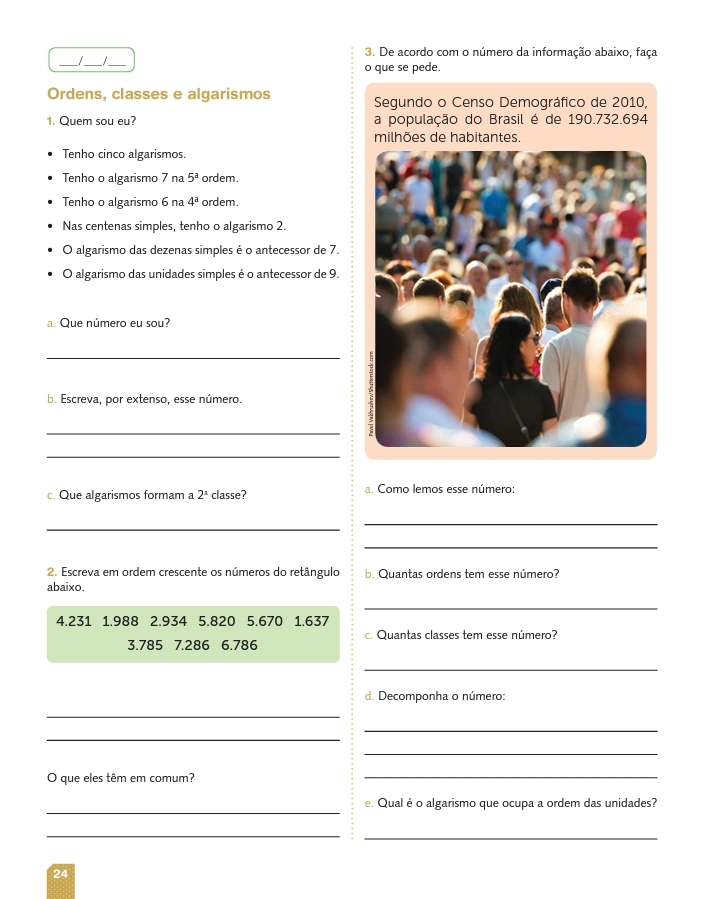 ___/___/___
Ordens, classes e algarismos
1. Quem sou eu?
• Tenho cinco algarismos.
• Tenho o algarismo 7 na 5ª ordem.
• Tenho o algarismo 6 na 4ª ordem.
• Nas centenas simples, tenho o algarismo 2.
• O algarismo das dezenas simples é o antecessor de 7.
• O algarismo das unidades simples é o antecessor de 9.
a. Que número eu sou?
b. Escreva, por extenso, esse número.
c. Que algarismos formam a 2ª classe?
2. Escreva em ordem crescente os números do retângulo
abaixo.
4.231 1.988 2.934 5.820 5.670 1.637
3.785 7.286 6.786
O que eles têm em comum?
3. De acordo com o número da informação abaixo, faça
o que se pede.
Segundo o Censo Demográfico de 2010,
a população do Brasil é de 190.732.694
milhões de habitantes.
a. Como lemos esse número:
b. Quantas ordens tem esse número?
c. Quantas classes tem esse número?
d. Decomponha o número:
e. Qual é o algarismo que ocupa a ordem das unidades?
24